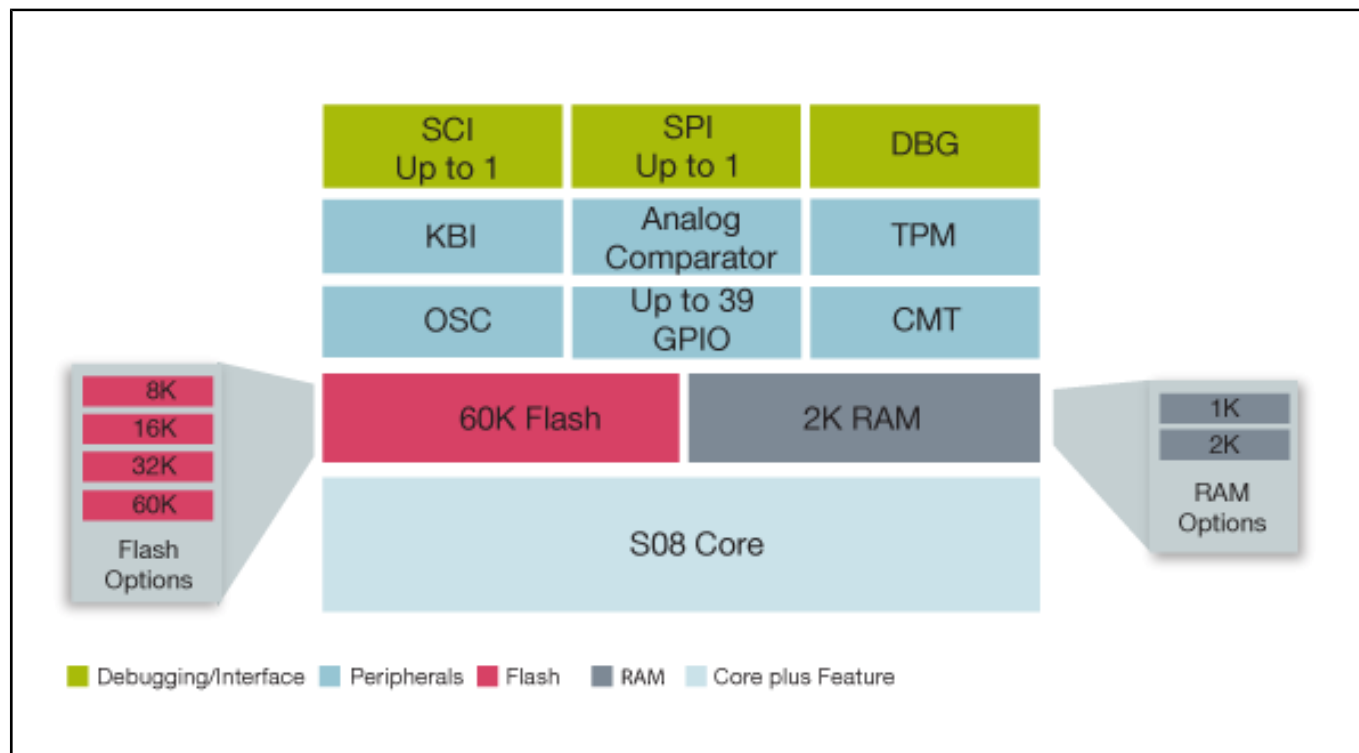 SCI
Up to 1
SPI
Up to 1
DBG
KBI
Analog
Comparator
TPM
OSC
Up to 39
GPIO
CMT
8K
16K
32K
60K
Flash
Options
60K Flash
2K RAM
1K
2K
RAM
Options
S08 Core
Debugging/Interface
Peripherals
Flash
RAM
Core plus Feature